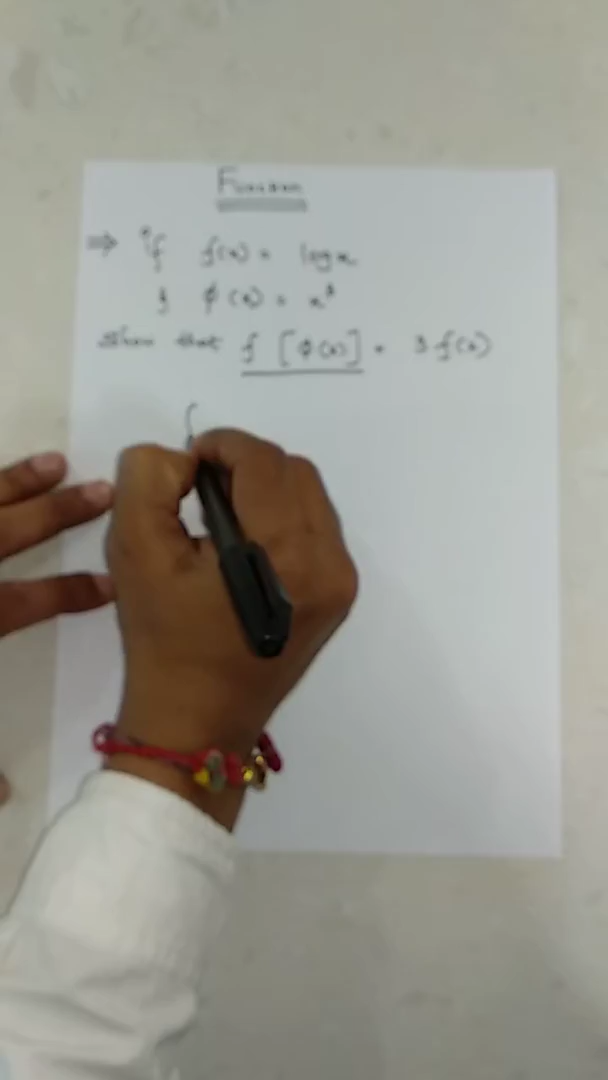 Function
⇒ If f(x) = log x
& φ(x) = x³
Show that f [φ(x)] = 3 f(x)
f